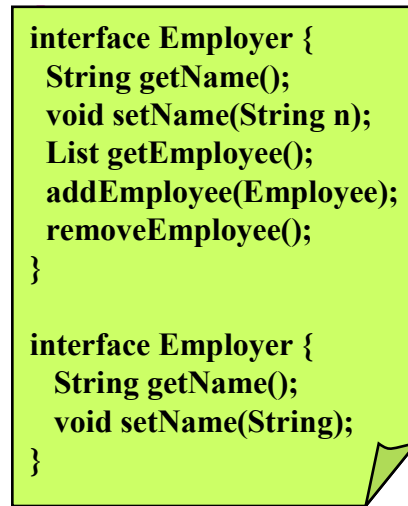 interface Employer {
String getName();
void setName(String n);
List getEmployee();
addEmployee(Employee);
removeEmployee();
}
interface Employer {
String getName();
void setName(String);
}